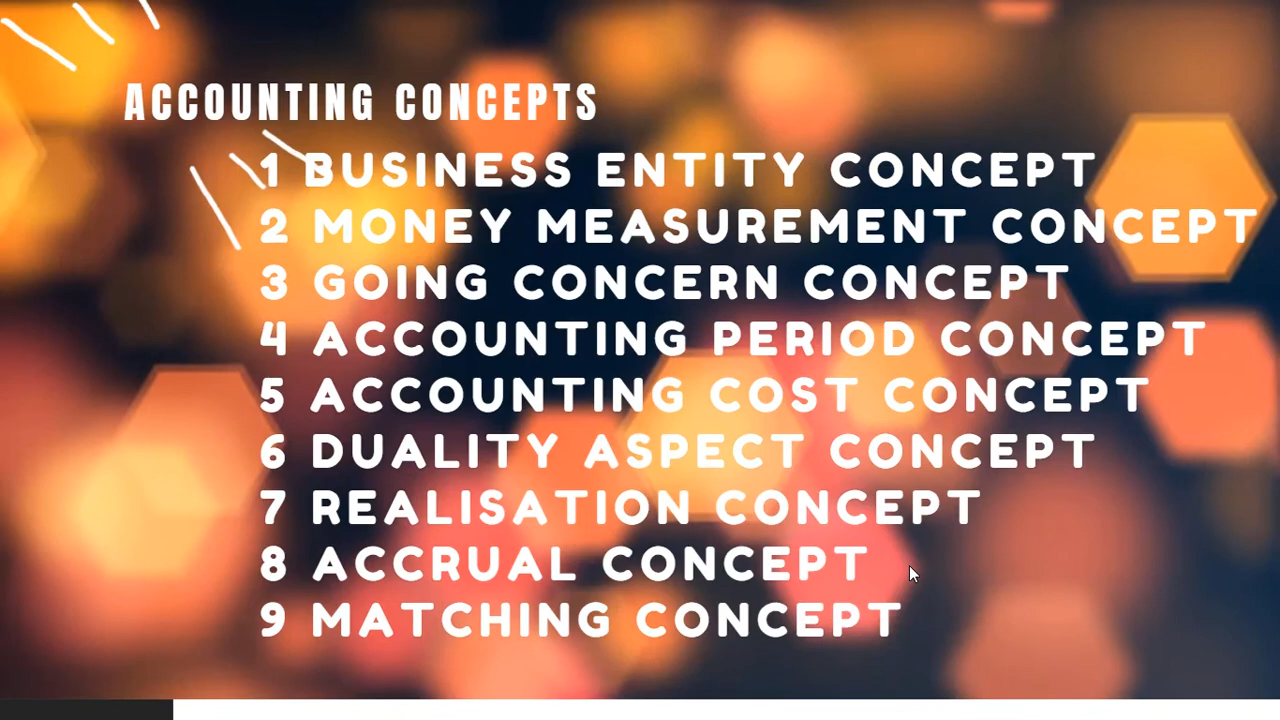 ACCOUNTING CONCEPTS
1 BUSINESS ENTITY CONCEPT
2 MONEY MEASUREMENT CONCEPT
3 GOING CONCERN CONCEPT
4 ACCOUNTING PERIOD CONCEPT
5 ACCOUNTING COST CONCEPT
6 DUALITY ASPECT CONCEPT
7 REALISATION CONCEPT
8 ACCRUAL CONCEPT
9 MATCHING CONCEPT